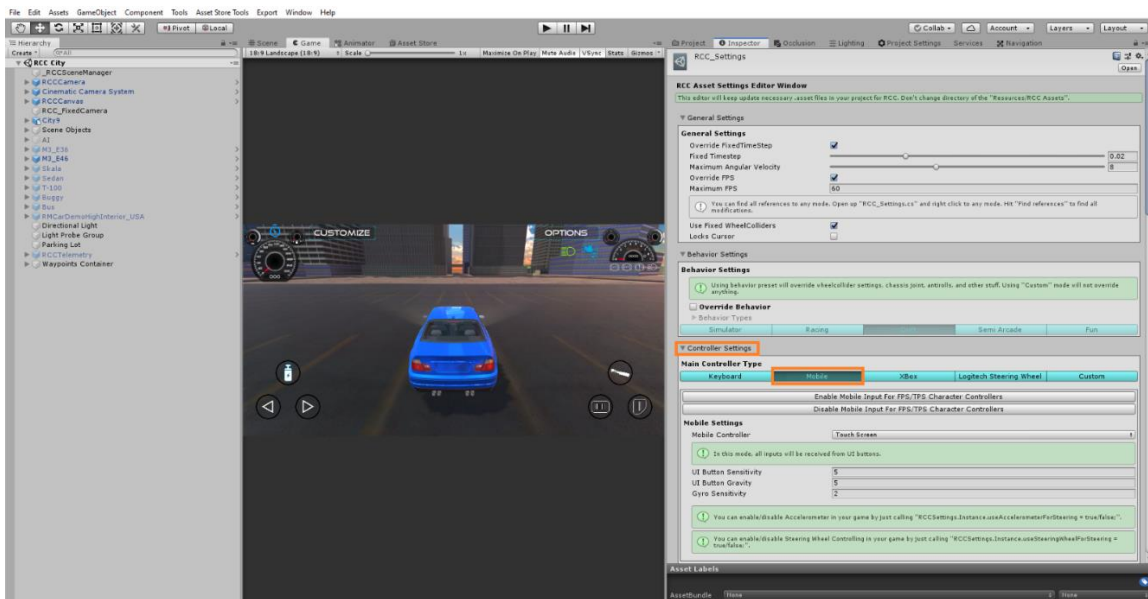 File Edit Assets GameObject Component Tools Asset Store Tools Export Window Help
Pivot Local Collab Account Layers Layout
Hierarchy
Create
RCC City
_RCCSceneManager
RCCCamera
Cinematic Camera System
RCCCanvas
RCC_FixedCamera
City9
Scene Objects
AI
M3_E36
M3_E46
Skala
Sedan
T-100
Buggy
Bus
RMCarDemoHighInterior_USA
Directional Light
Light Probe Group
Parking Lot
RCCTelemetry
Waypoints Container
Scene Game Animator Asset Store
18:9 Landscape (18:9) Scale 1x Maximize On Play Mute Audio VSync Stats Gizmos
CUSTOMIZE OPTIONS
Project Inspector Occlusion Lighting Project Settings Services Navigation
RCC_Settings
Open
RCC Asset Settings Editor Window
This editor will keep update necessary .asset files in your project for RCC. Don't change directory of the "Resources/RCC Assets".
General Settings
General Settings
Override FixedTimeStep
Fixed Timestep 0.02
Maximum Angular Velocity 8
Override FPS
Maximum FPS 60
You can find all references to any mode. Open up "RCC_Settings.cs" and right click to any mode. Hit "Find references" to find all
modifications.
Use Fixed WheelColliders
Locks Cursor
Behavior Settings
Behavior Settings
Using behavior preset will override wheelcollider settings, chassis joint, antirolls, and other stuff. Using "Custom" mode will not override
anything.
Override Behavior
Behavior Types
Simulator Racing Semi Arcade Fun
Controller Settings
Main Controller Type
Keyboard Mobile XBox Logitech Steering Wheel Custom
Enable Mobile Input For FPS/TPS Character Controllers
Disable Mobile Input For FPS/TPS Character Controllers
Mobile Settings
Mobile Controller Touch Screen
In this mode, all inputs will be received from UI buttons.
UI Button Sensitivity 5
UI Button Gravity 5
Gyro Sensitivity 2
You can enable/disable Accelerometer in your game by just calling "RCCSettings.Instance.useAccelerometerForSteering = true/false;".
You can enable/disable Steering Wheel Controlling in your game by just calling "RCCSettings.Instance.useSteeringWheelForSteering =
true/false;".
Asset Labels
AssetBundle None None